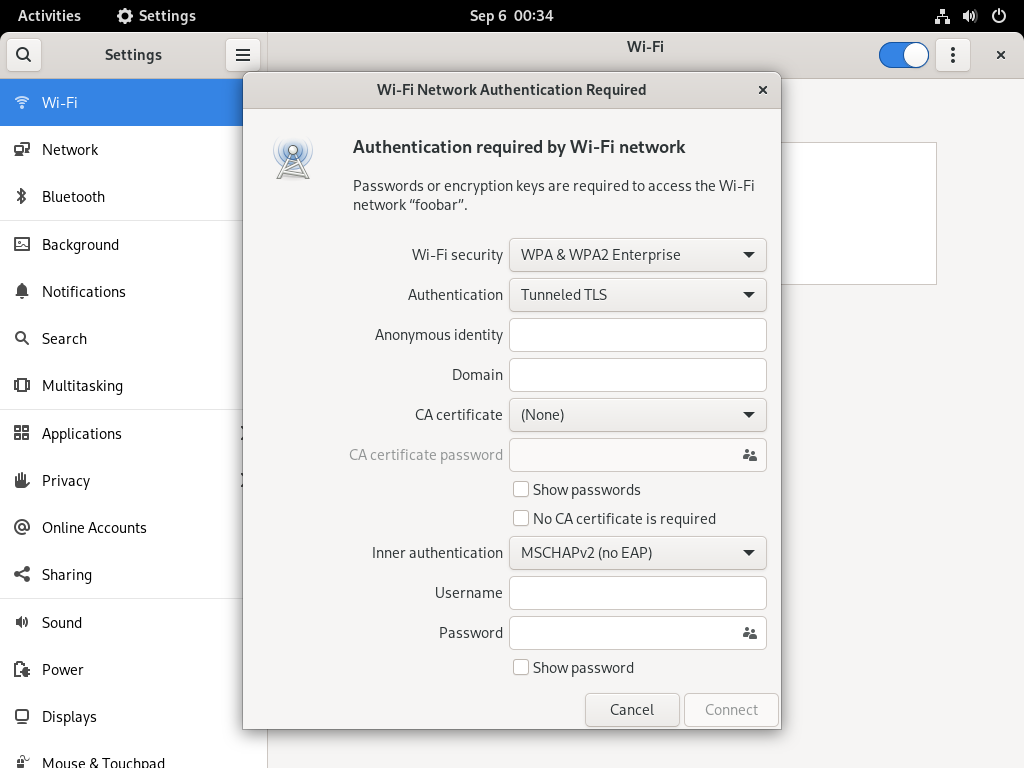 Activities
Settings
Sep 6 00:34
Settings
Wi-Fi
Wi-Fi
Network
Bluetooth
Background
Notifications
Search
Multitasking
Applications
Privacy
Online Accounts
Sharing
Sound
Power
Displays
Mouse & Touchpad
Wi-Fi Network Authentication Required
Authentication required by Wi-Fi network
Passwords or encryption keys are required to access the Wi-Fi
network “foobar”.
Wi-Fi security WPA & WPA2 Enterprise
Authentication Tunneled TLS
Anonymous identity
Domain
CA certificate (None)
CA certificate password
Show passwords
No CA certificate is required
Inner authentication MSCHAPv2 (no EAP)
Username
Password
Show password
Cancel Connect